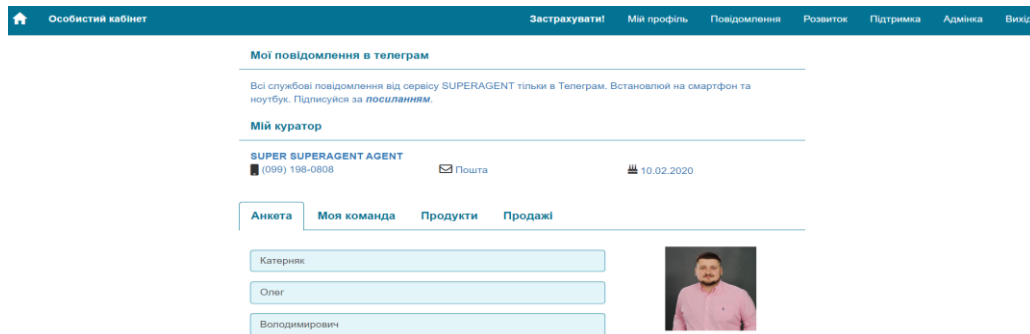 Особистий кабінет
Застрахувати! Мій профіль Повідомлення Розвиток Підтримка Адмінка Вихід
Мої повідомлення в телеграм
Всі службові повідомлення від сервісу SUPERAGENT тільки в Телеграм. Встановлюй на смартфон та
ноутбук. Підписуйся за посиланням.
Мій куратор
SUPER SUPERAGENT AGENT
(099) 198-0808 Пошта 10.02.2020
Анкета Моя команда Продукти Продажі
Катерняк
Олег
Володимирович